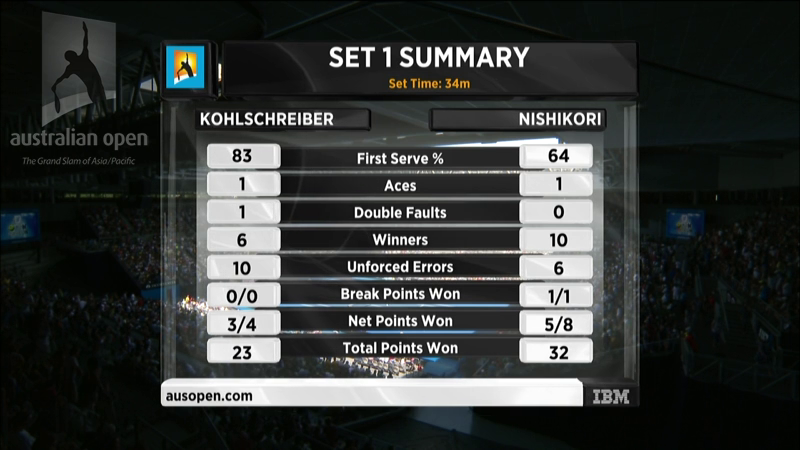 australian open
The Grand Slam of Asia/Pacific
SET 1 SUMMARY
Set Time: 34m
KOHLSCHREIBER NISHIKORI
83 First Serve % 64
1 Aces 1
1 Double Faults 0
6 Winners 10
10 Unforced Errors 6
0/0 Break Points Won 1/1
3/4 Net Points Won 5/8
23 Total Points Won 32
ausopen.com IBM